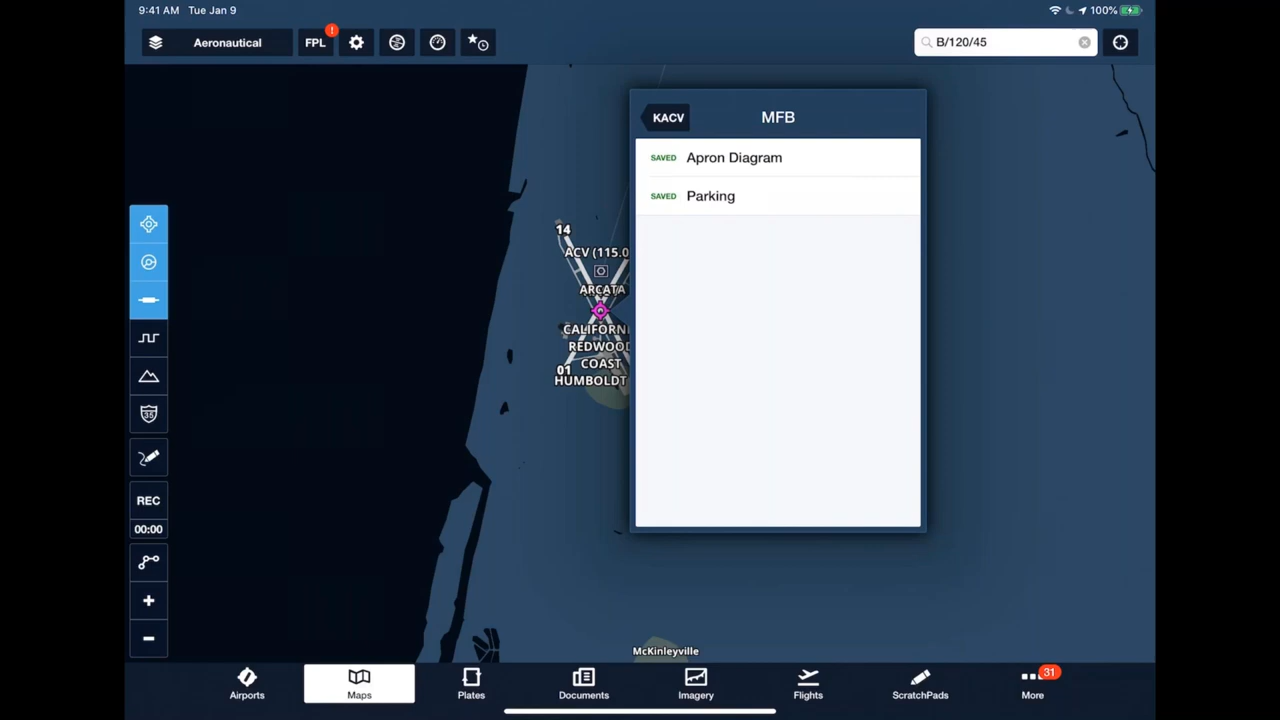 9:41 AM Tue Jan 9
100%
Aeronautical
FPL
!
B/120/45
KACV
MFB
SAVED Apron Diagram
SAVED Parking
14
ACV (115.0
ARCATA
CALIFORNI
REDWOOD
COAST
01
HUMBOLDT
35
REC
00:00
McKinleyville
Airports
Maps
Plates
Documents
Imagery
Flights
ScratchPads
31
More